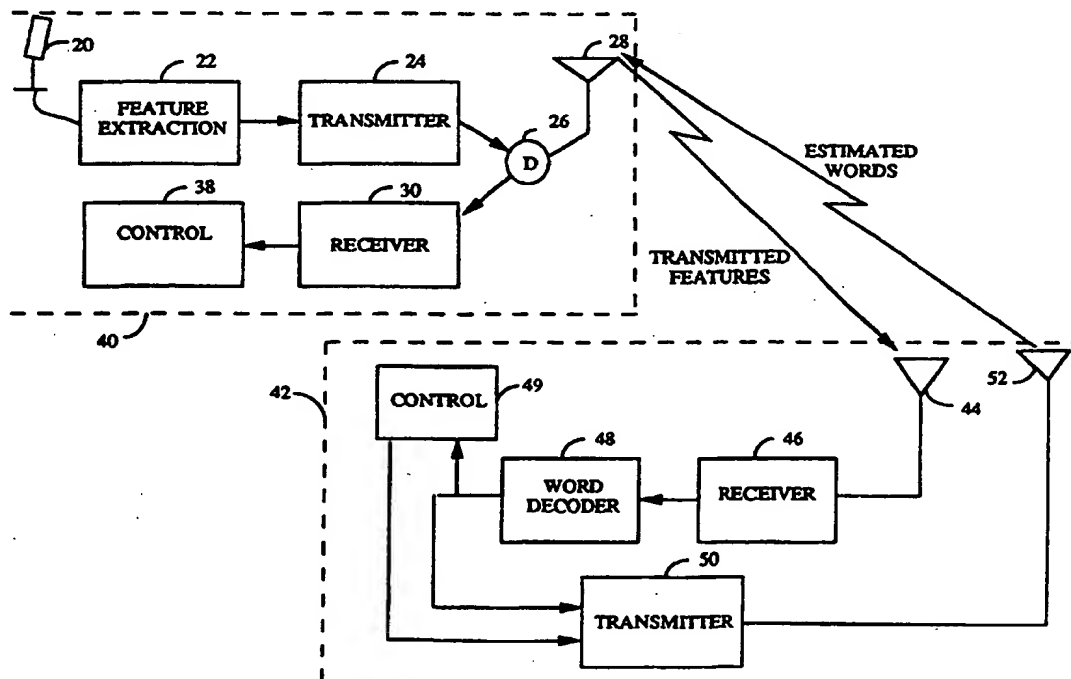 20
22
24
28
FEATURE
EXTRACTION
TRANSMITTER
26
D
ESTIMATED
WORDS
38
30
CONTROL
RECEIVER
TRANSMITTED
FEATURES
40
42
CONTROL
49
44
52
48
46
WORD
DECODER
RECEIVER
50
TRANSMITTER